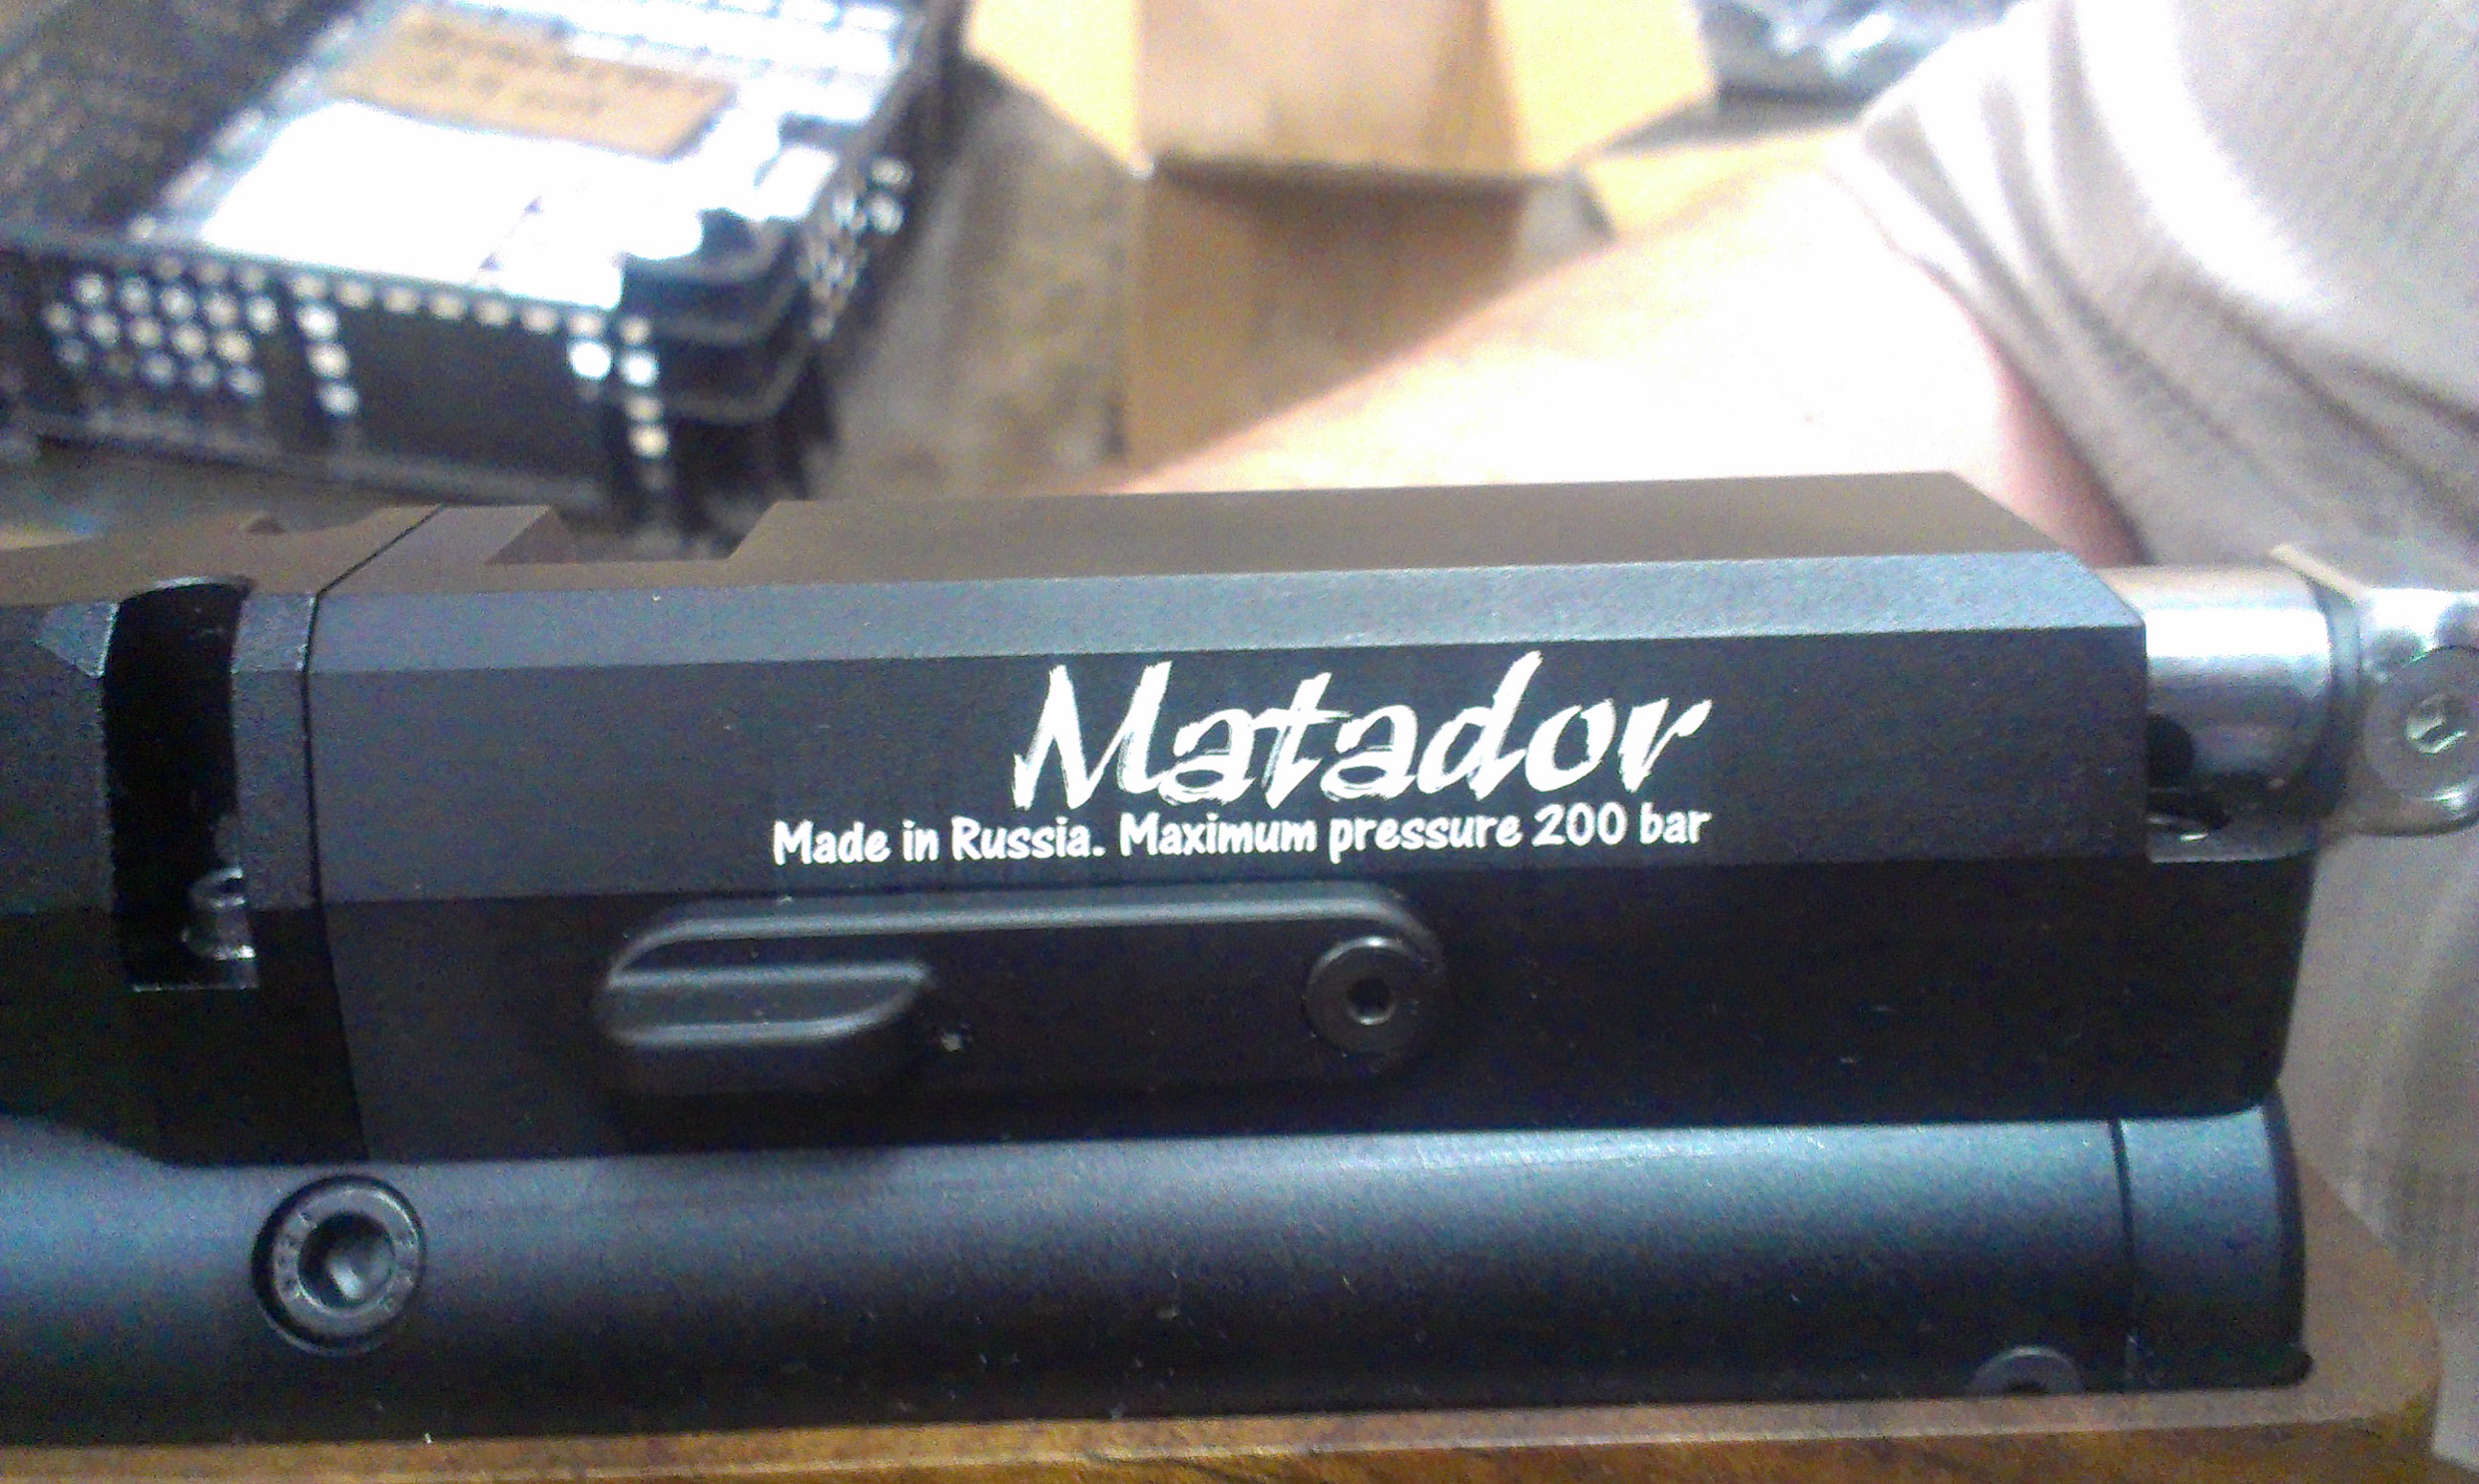 Matador
Made in Russia. Maximum pressure 200 bar